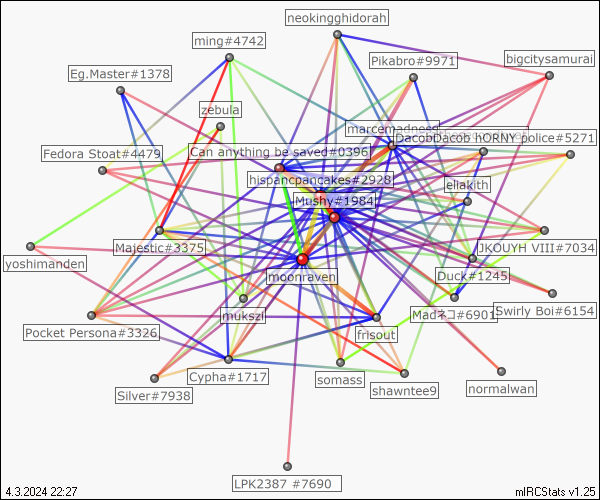 neokingghidorah
ming#4742
Pikabro#9971
bigcitysamurai
Eg.Master#1378
zebula
marcemadness
DacobDacob hORNY police#5271
Fedora Stoat#4479
Can anything be saved#0396
hispancpancakes#2928
eliakith
Mushy#1984
Majestic#3375
JKOUYH VIII#7034
yoshimanden
moonraven
Duck#1245
mukszi
Madネコ#6901
Swirly Boi#6154
Pocket Persona#3326
frisout
Cypha#1717
somass
shawntee9
normalwan
Silver#7938
LPK2387 #7690
4.3.2024 22:27
mIRCStats v1.25